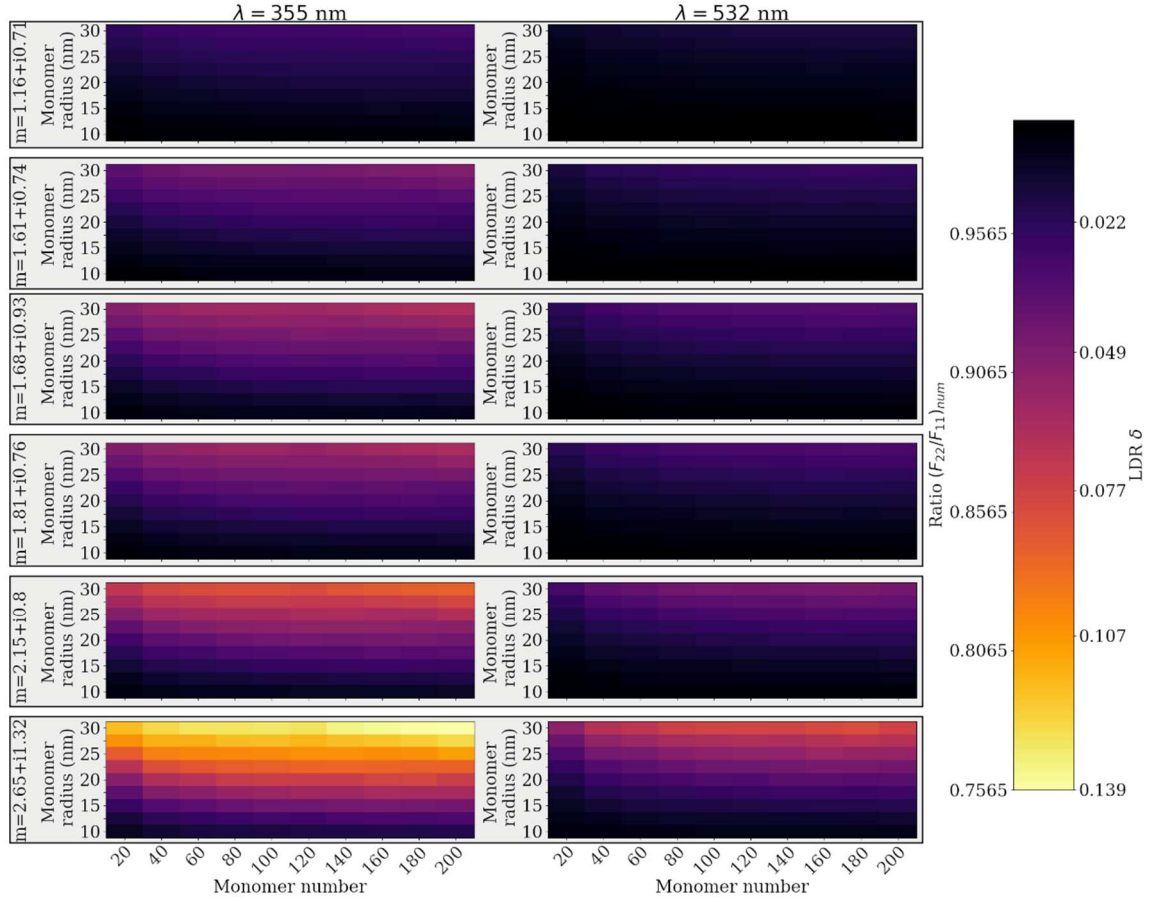 λ = 355 nm
λ = 532 nm
m=1.16+i0.71
Monomer
radius (nm)
30
25
20
15
10
Monomer
radius (nm)
30
25
20
15
10
m=1.61+i0.74
Monomer
radius (nm)
30
25
20
15
10
Monomer
radius (nm)
30
25
20
15
10
m=1.68+i0.93
Monomer
radius (nm)
30
25
20
15
10
Monomer
radius (nm)
30
25
20
15
10
m=1.81+i0.76
Monomer
radius (nm)
30
25
20
15
10
Monomer
radius (nm)
30
25
20
15
10
m=2.15+i0.8
Monomer
radius (nm)
30
25
20
15
10
Monomer
radius (nm)
30
25
20
15
10
m=2.65+i1.32
Monomer
radius (nm)
30
25
20
15
10
Monomer
radius (nm)
30
25
20
15
10
20 40 60 80 100 120 140 160 180 200
20 40 60 80 100 120 140 160 180 200
Monomer number
Monomer number
Ratio (F₂₂/F₁₁)ₙᵤₘ
0.9565
0.9065
0.8565
0.8065
0.7565
0.022
0.049
0.077
0.107
0.139
LDR δ